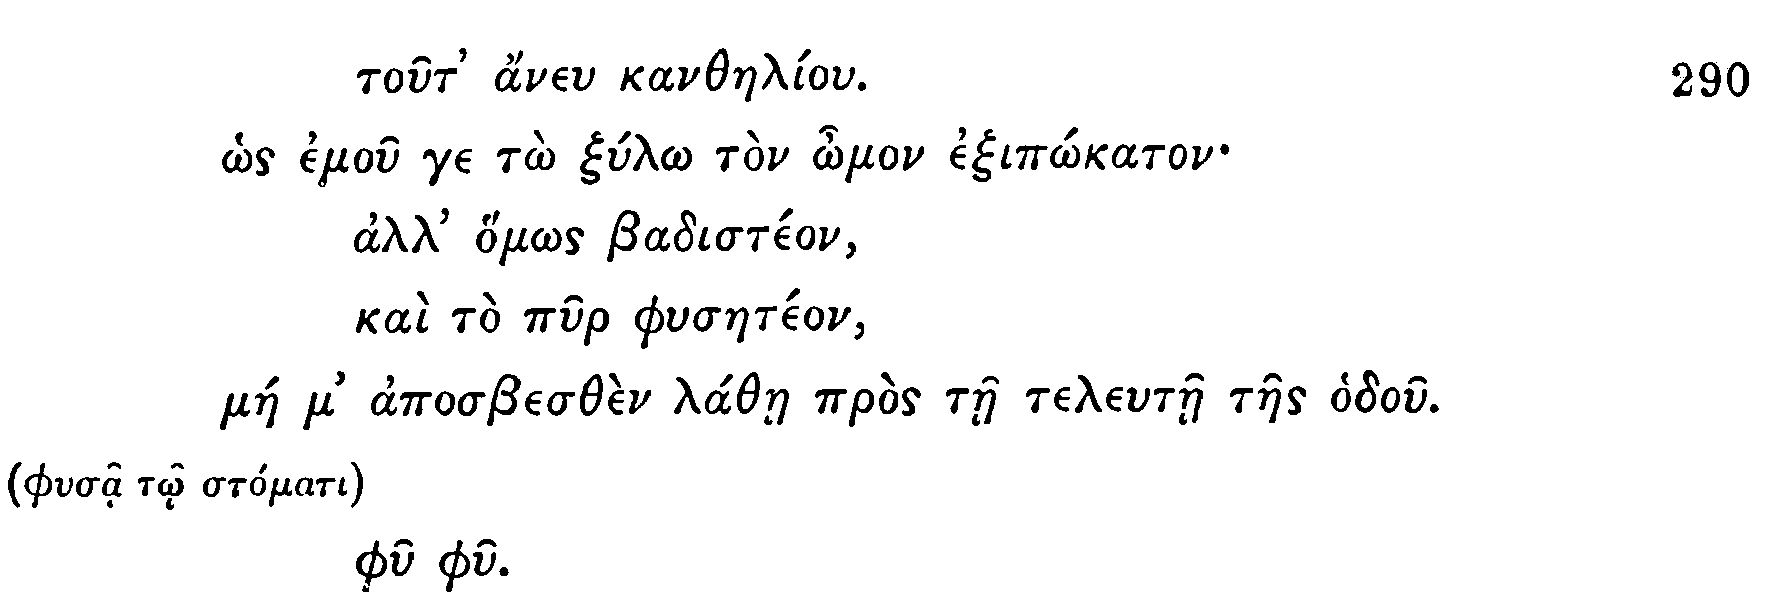 τοῦτ’ ἄνευ κανθηλίου. 290
ὡς ἐμοῦ γε τὼ ξύλω τὸν ὦμον ἐξιπώκατον·
ἀλλ’ ὅμως βαδιστέον,
καὶ τὸ πῦρ φυσητέον,
μή μ’ ἀποσβεσθὲν λάθῃ πρὸς τῇ τελευτῇ τῆς ὁδοῦ.
(φυσᾷ τῷ στόματι)
φῦ φῦ.